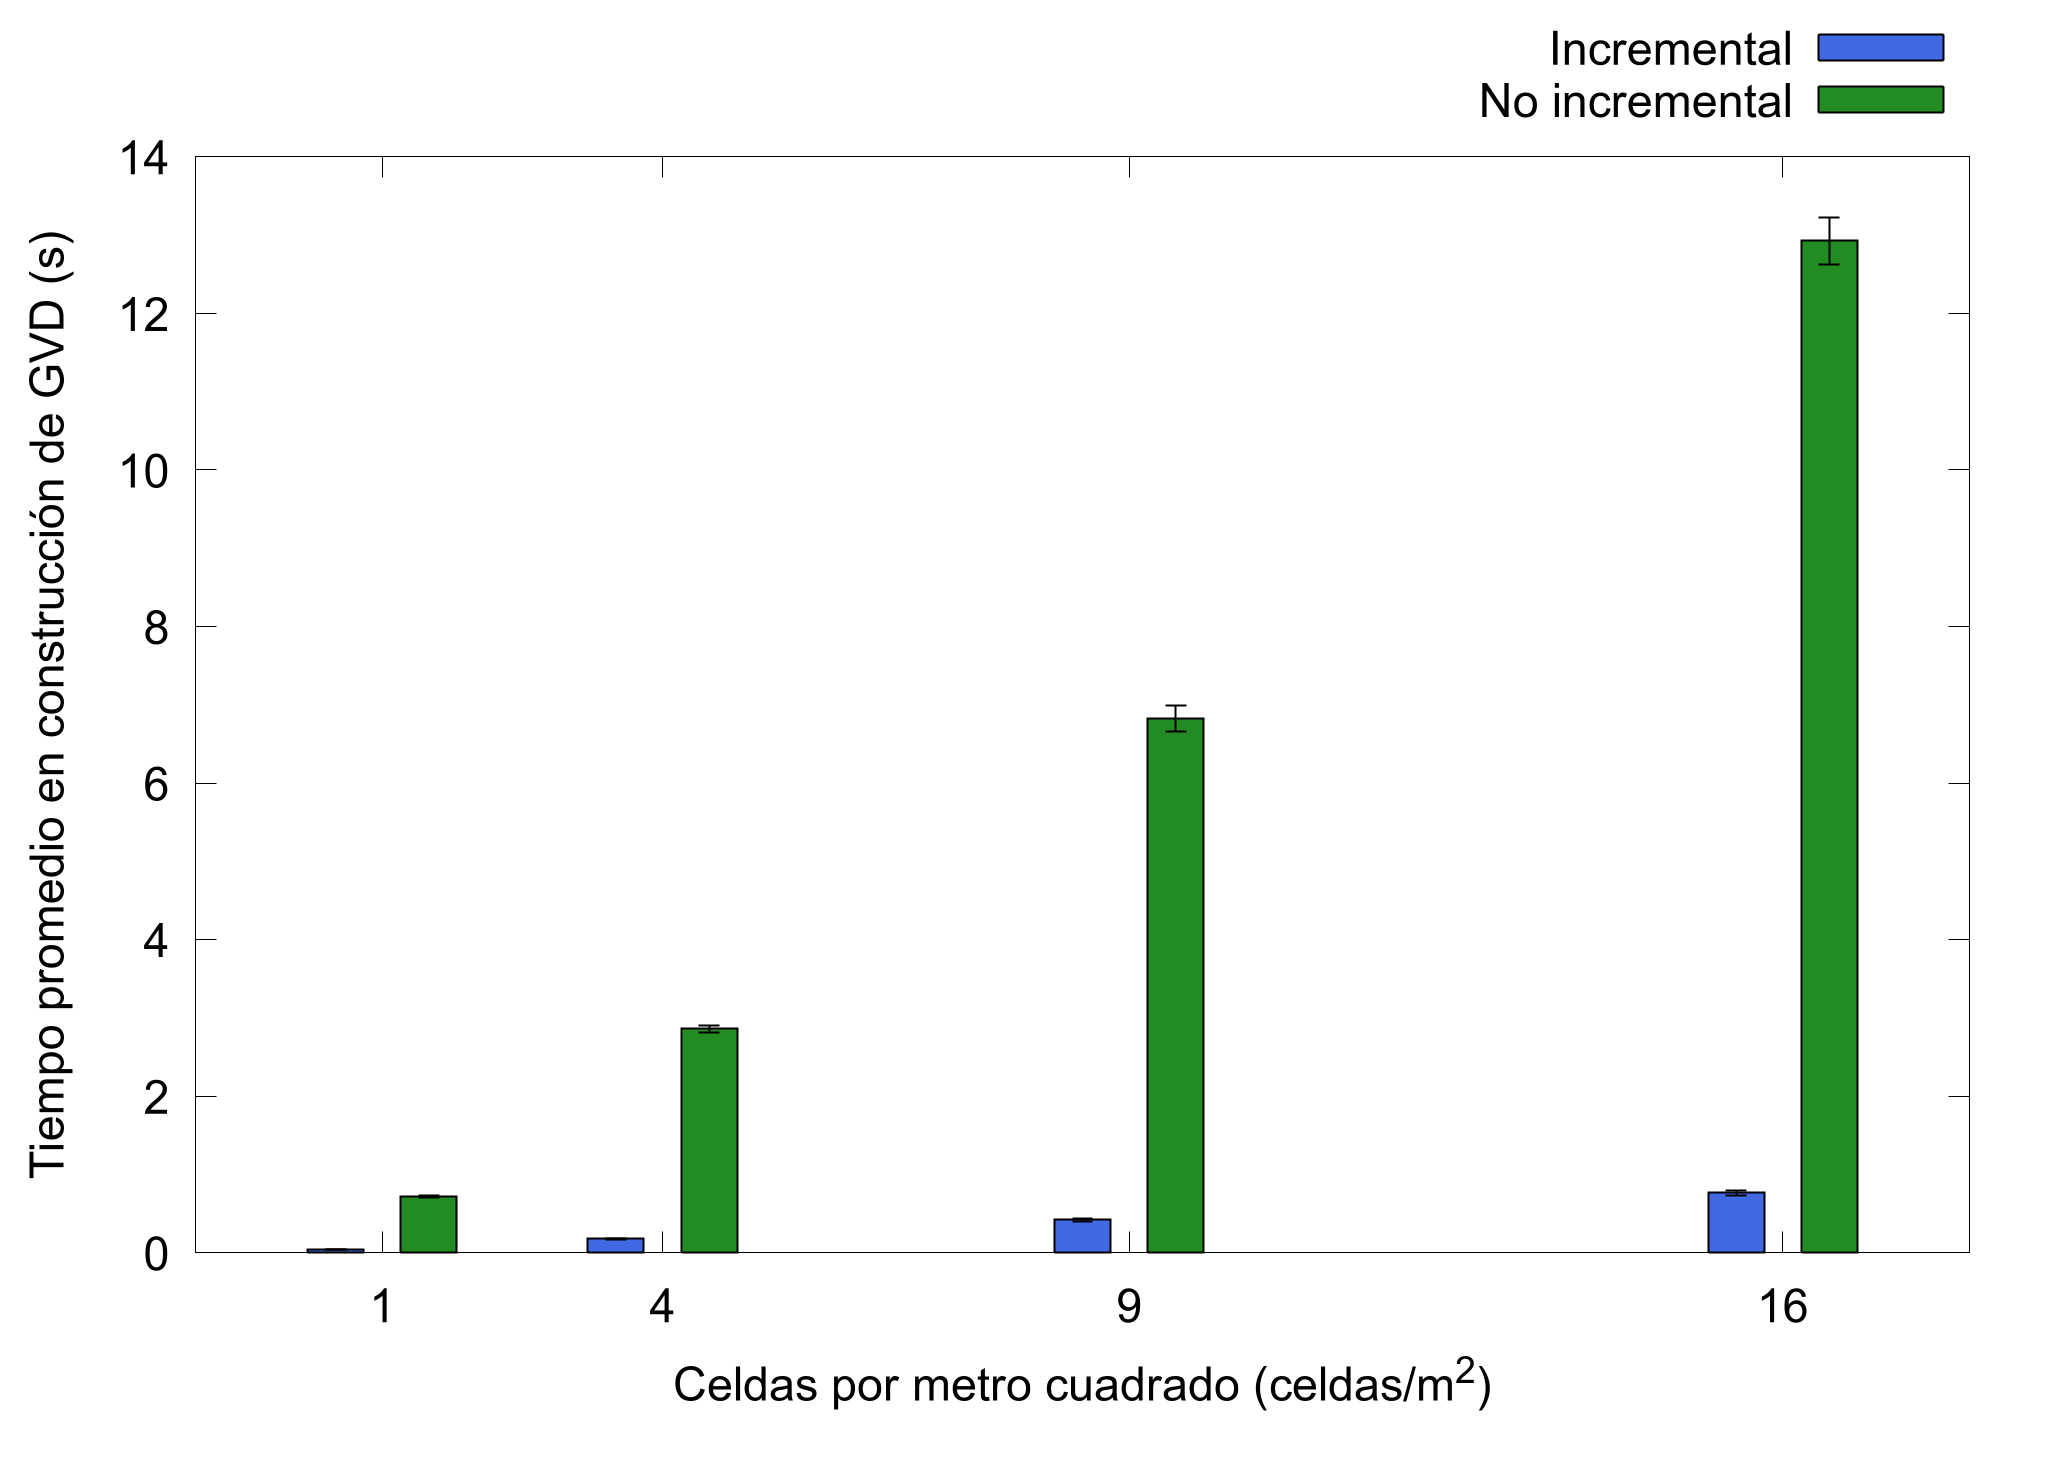 Incremental
No incremental
Tiempo promedio en construcción de GVD (s)
14
12
10
8
6
4
2
0
1 4 9 16
Celdas por metro cuadrado (celdas/m²)